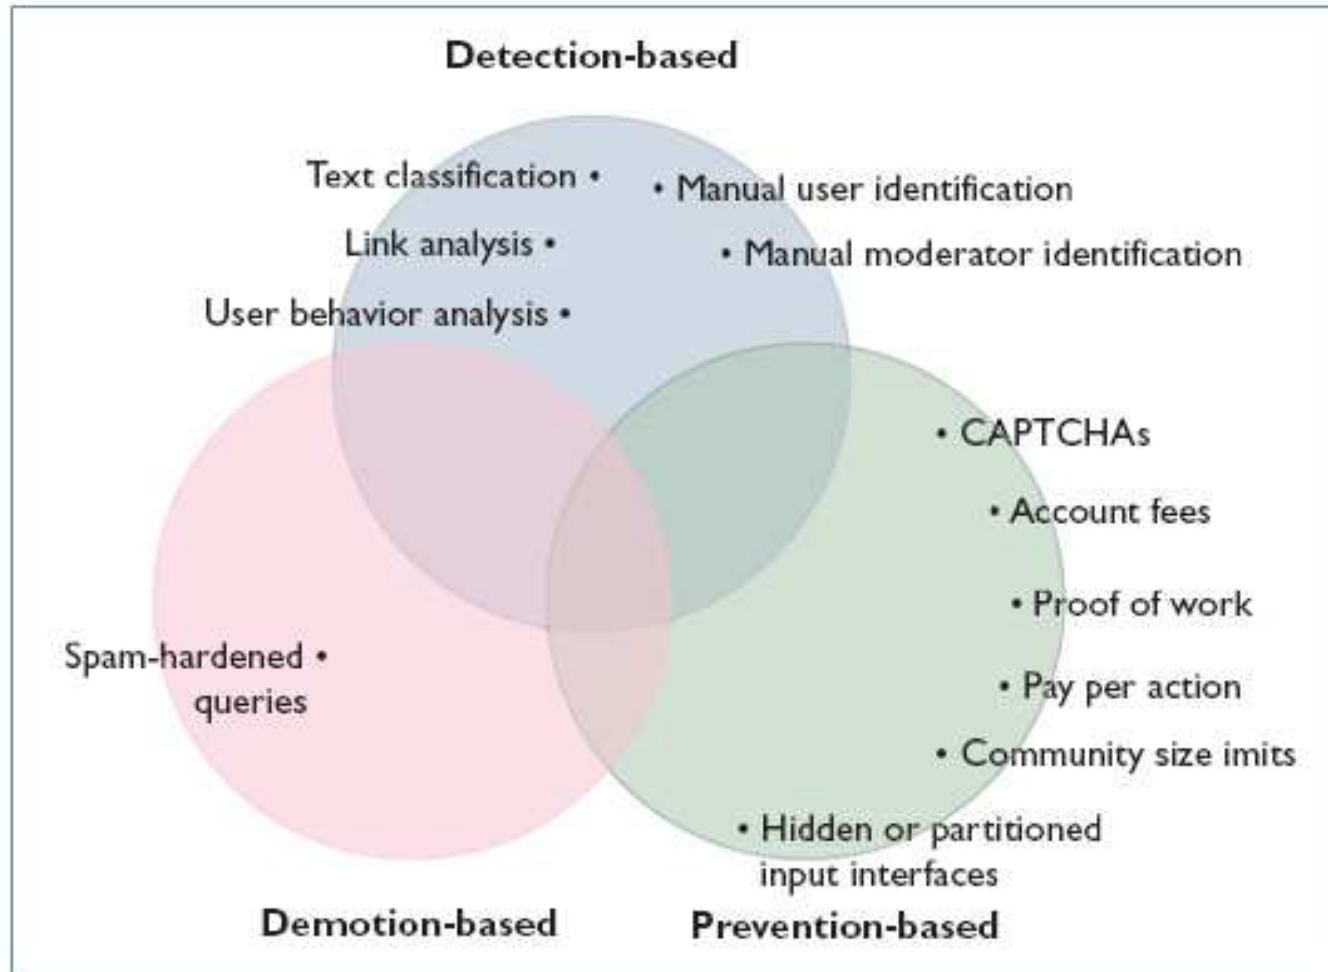 Detection-based
Text classification •
• Manual user identification
Link analysis •
• Manual moderator identification
User behavior analysis •
• CAPTCHAs
• Account fees
• Proof of work
Spam-hardened •
queries
• Pay per action
• Community size imits
• Hidden or partitioned
input interfaces
Demotion-based
Prevention-based